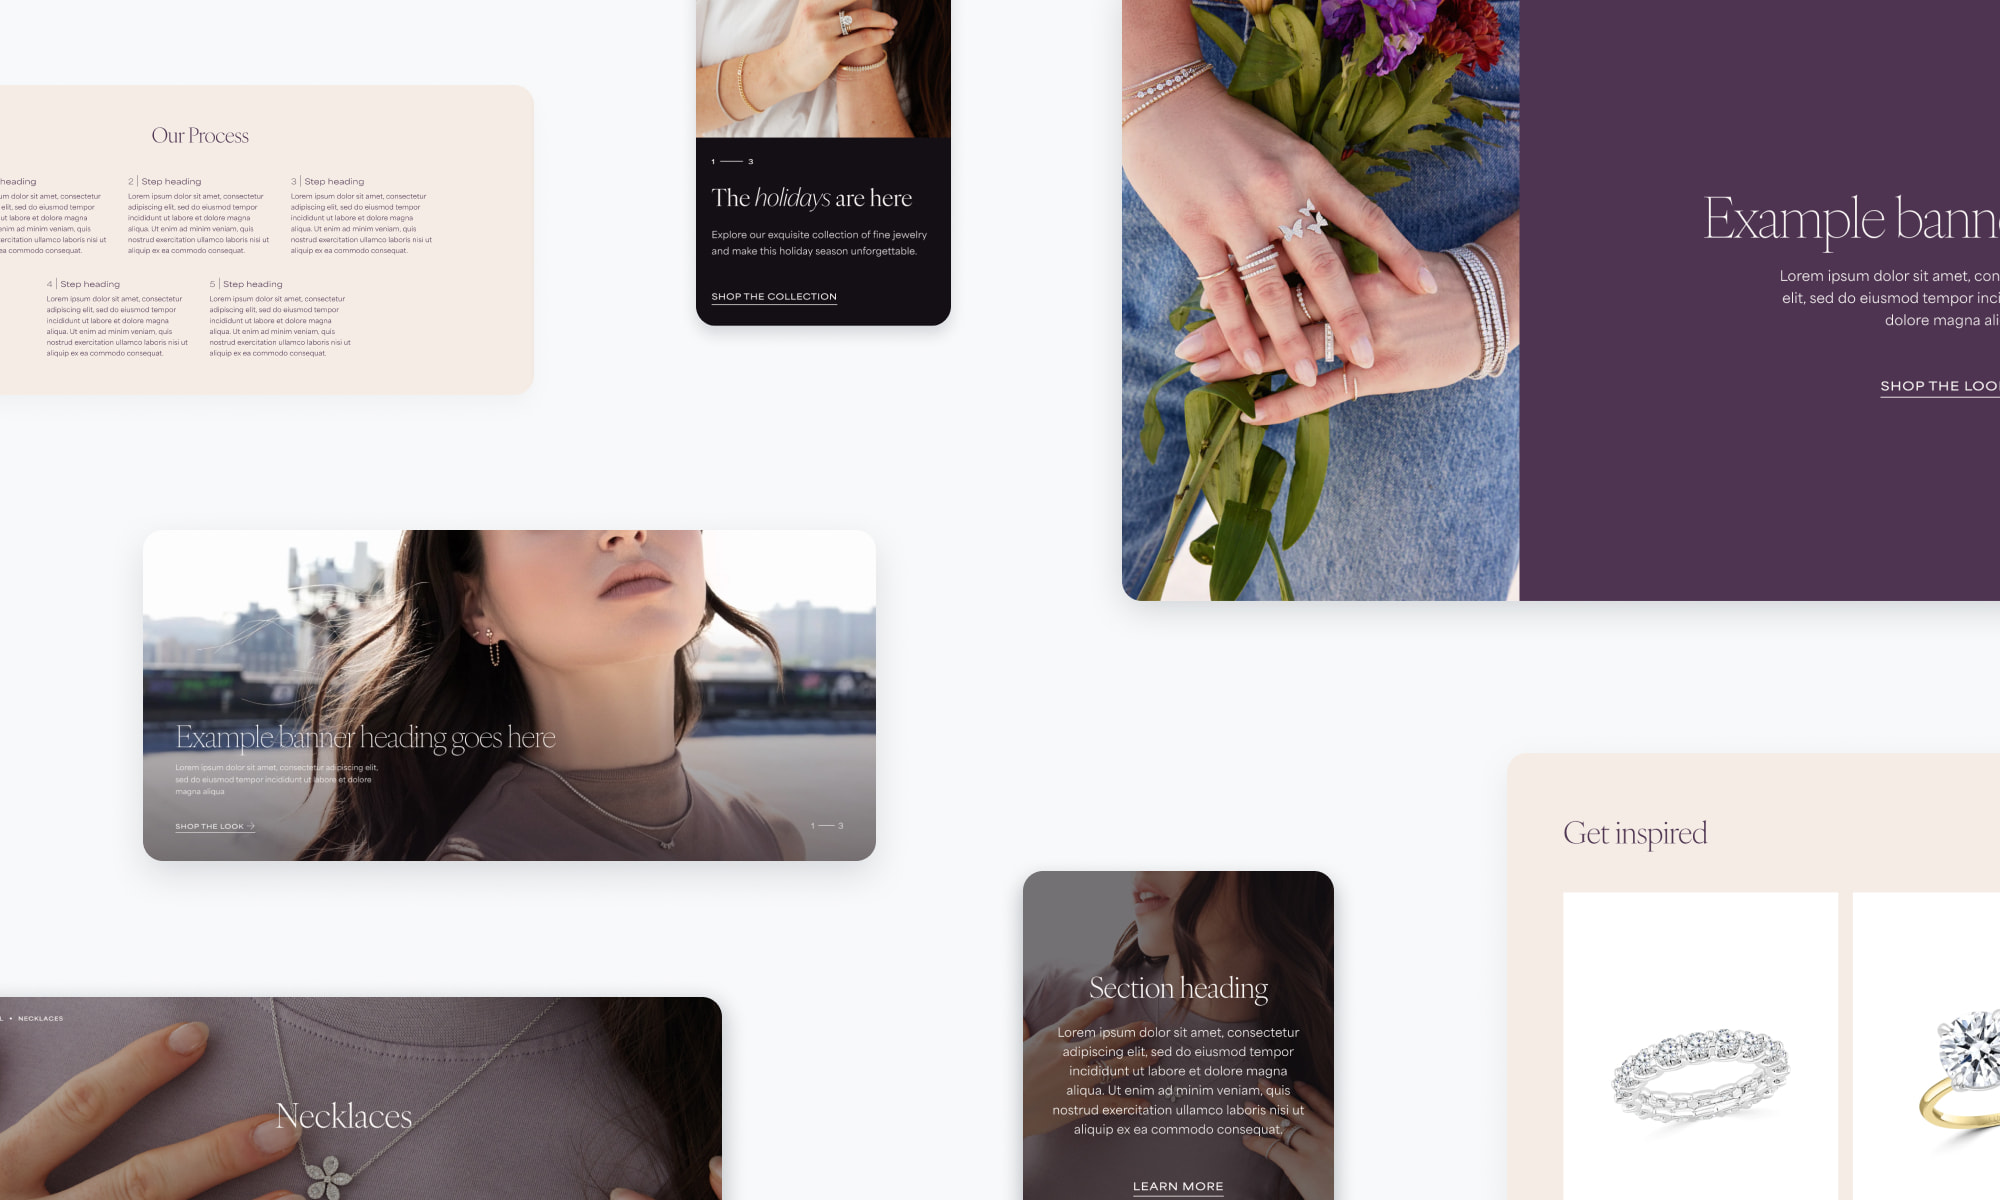 Our Process
heading
um dolor sit amet, consectetur
elit, sed do eiusmod tempor
ut labore et dolore magna
enim ad minim veniam, quis
ercitation ullamco laboris nisi ut
ea commodo consequat.
2 | Step heading
Lorem ipsum dolor sit amet, consectetur
adipiscing elit, sed do eiusmod tempor
incididunt ut labore et dolore magna
aliqua. Ut enim ad minim veniam, quis
nostrud exercitation ullamco laboris nisi ut
aliquip ex ea commodo consequat.
3 | Step heading
Lorem ipsum dolor sit amet, consectetur
adipiscing elit, sed do eiusmod tempor
incididunt ut labore et dolore magna
aliqua. Ut enim ad minim veniam, quis
nostrud exercitation ullamco laboris nisi ut
aliquip ex ea commodo consequat.
4 | Step heading
Lorem ipsum dolor sit amet, consectetur
adipiscing elit, sed do eiusmod tempor
incididunt ut labore et dolore magna
aliqua. Ut enim ad minim veniam, quis
nostrud exercitation ullamco laboris nisi ut
aliquip ex ea commodo consequat.
5 | Step heading
Lorem ipsum dolor sit amet, consectetur
adipiscing elit, sed do eiusmod tempor
incididunt ut labore et dolore magna
aliqua. Ut enim ad minim veniam, quis
nostrud exercitation ullamco laboris nisi ut
aliquip ex ea commodo consequat.
1 — 3
The holidays are here
Explore our exquisite collection of fine jewelry
and make this holiday season unforgettable.
SHOP THE COLLECTION
Example bann
Lorem ipsum dolor sit amet, con
elit, sed do eiusmod tempor inci
dolore magna ali
SHOP THE LOO
Example banner heading goes here
Lorem ipsum dolor sit amet, consectetur adipiscing elit,
sed do eiusmod tempor incididunt ut labore et dolore
magna aliqua
SHOP THE LOOK →
1 — 3
L • NECKLACES
Necklaces
Section heading
Lorem ipsum dolor sit amet, consectetur
adipiscing elit, sed do eiusmod tempor
incididunt ut labore et dolore magna
aliqua. Ut enim ad minim veniam, quis
nostrud exercitation ullamco laboris nisi ut
aliquip ex ea commodo consequat.
LEARN MORE
Get inspired